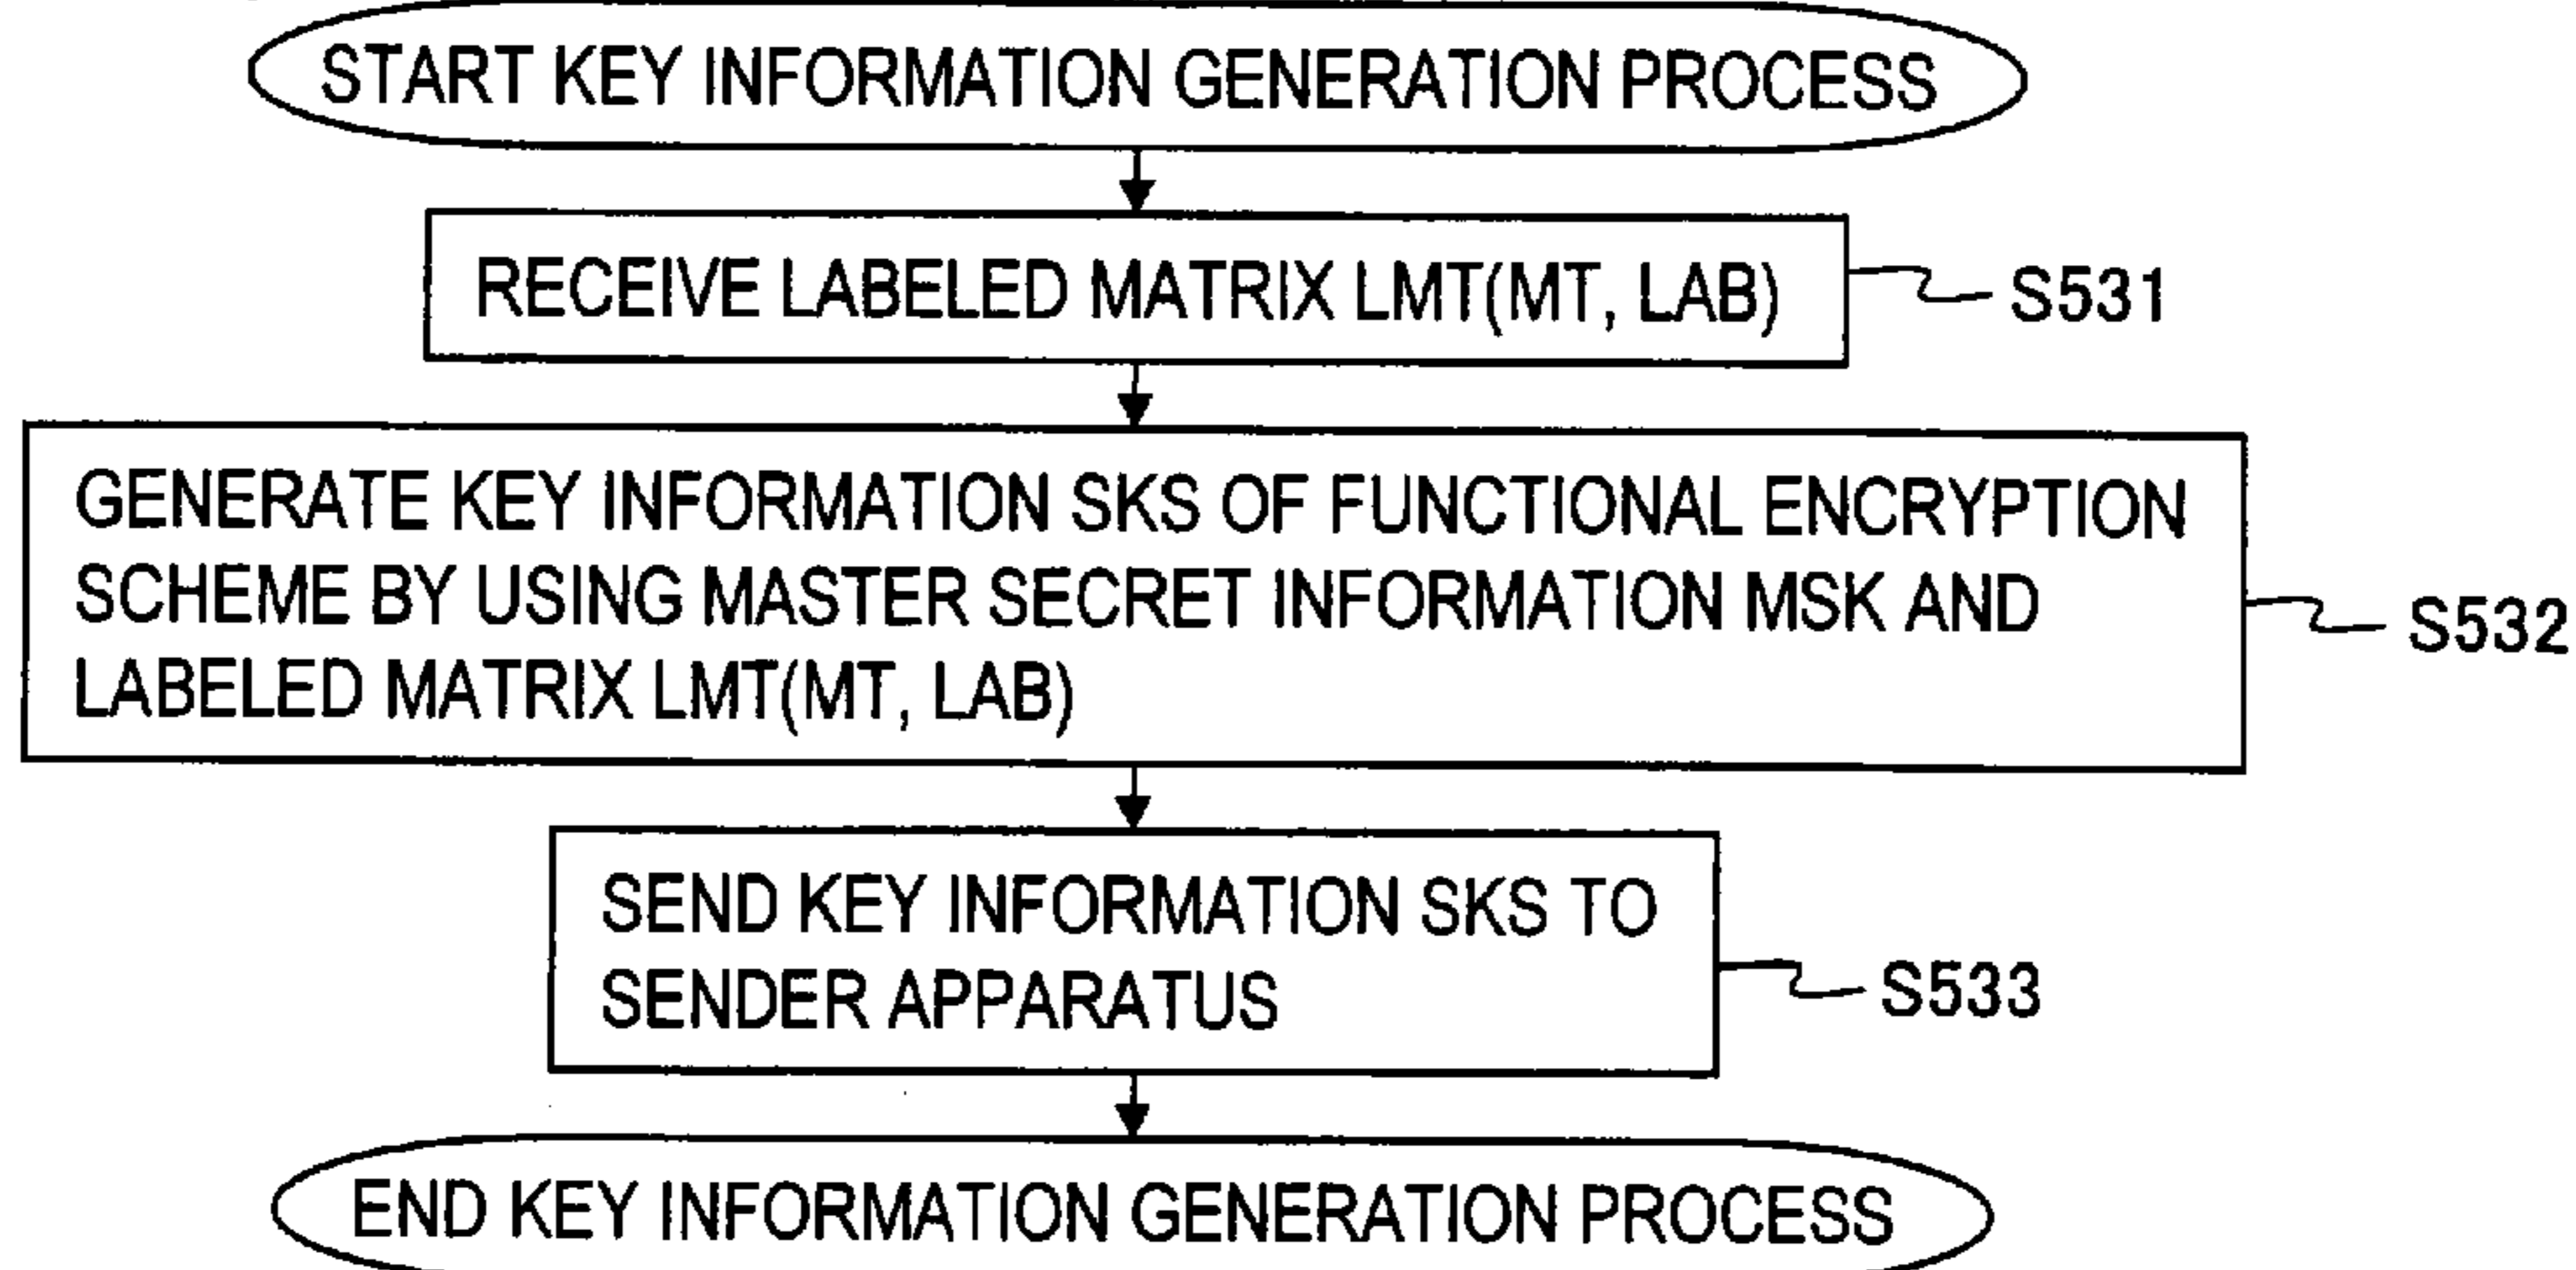 START KEY INFORMATION GENERATION PROCESS
RECEIVE LABELED MATRIX LMT(MT, LAB)
S531
GENERATE KEY INFORMATION SKS OF FUNCTIONAL ENCRYPTION
SCHEME BY USING MASTER SECRET INFORMATION MSK AND
LABELED MATRIX LMT(MT, LAB)
S532
SEND KEY INFORMATION SKS TO
SENDER APPARATUS
S533
END KEY INFORMATION GENERATION PROCESS